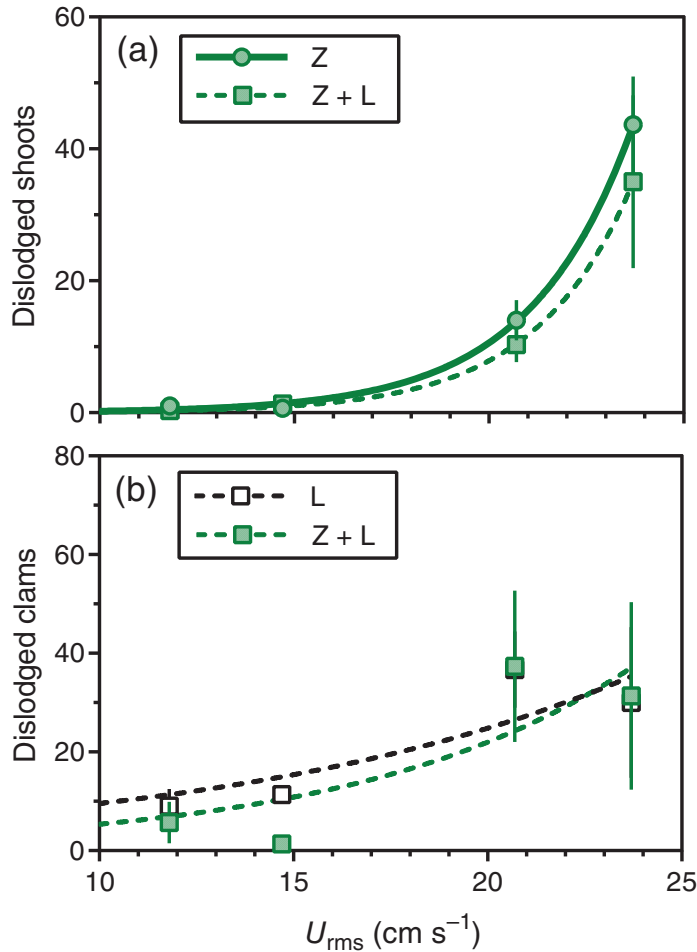 60
(a)
Z
Z + L
40
Dislodged shoots
20
0
80
(b)
L
Z + L
60
Dislodged clams
40
20
0
10 15 20 25
U_rms (cm s⁻¹)